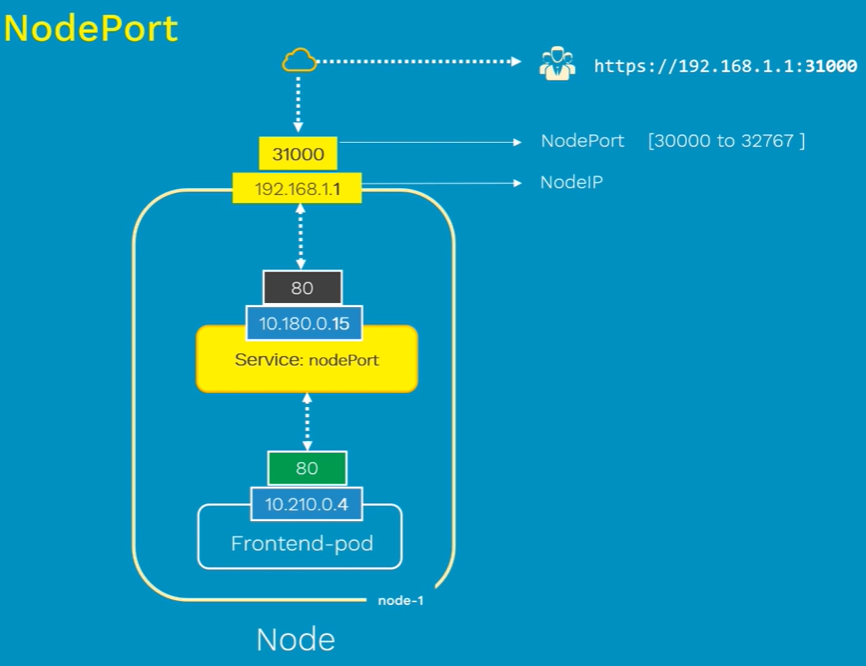 NodePort
https://192.168.1.1:31000
31000
NodePort [30000 to 32767 ]
192.168.1.1
NodeIP
80
10.180.0.15
Service: nodePort
80
10.210.0.4
Frontend-pod
node-1
Node